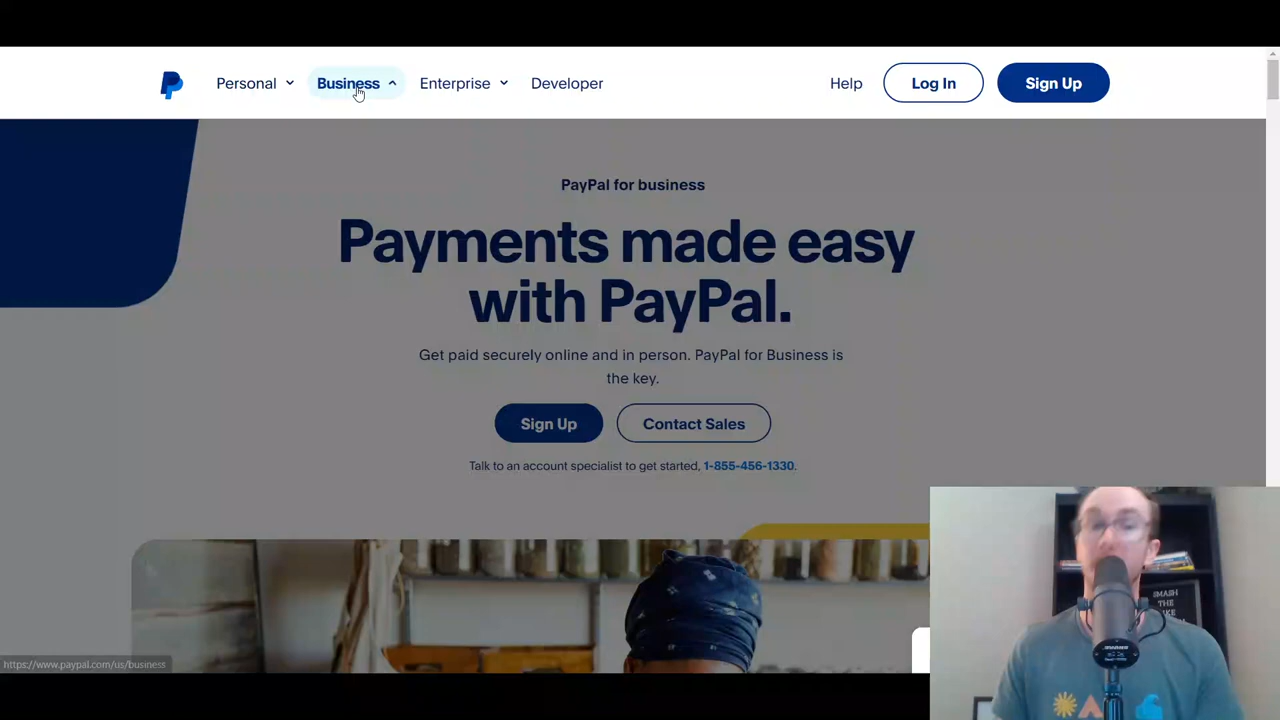 Personal
Business
Enterprise
Developer
Help
Log In
Sign Up
PayPal for business
Payments made easy
with PayPal.
Get paid securely online and in person. PayPal for Business is
the key.
Sign Up
Contact Sales
Talk to an account specialist to get started, 1-855-456-1330.
SMASH
THE
https://www.paypal.com/us/business